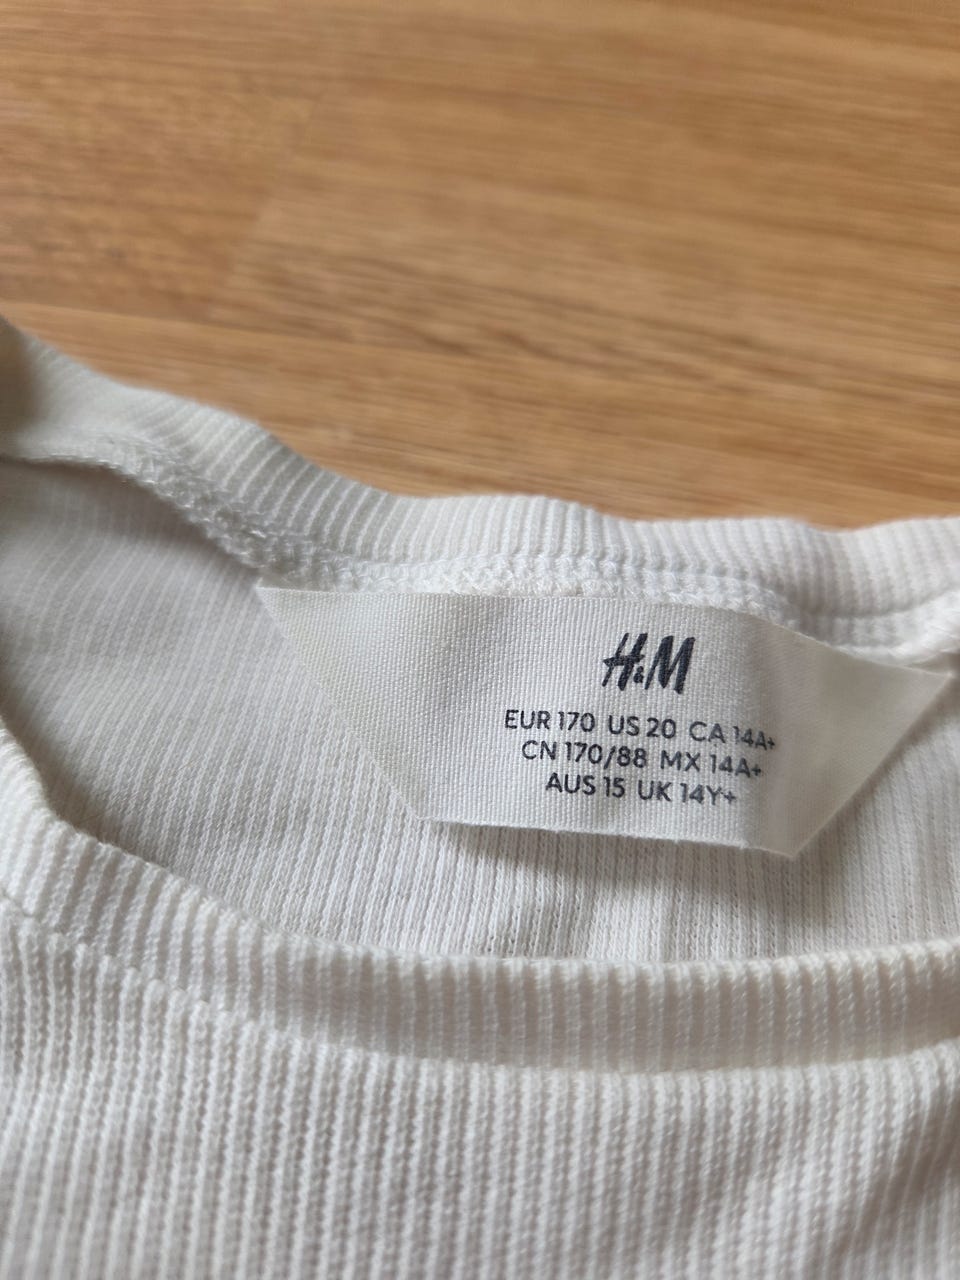 H&M
EUR 170 US 20 CA 14A+
CN 170/88 MX 14A+
AUS 15 UK 14Y+